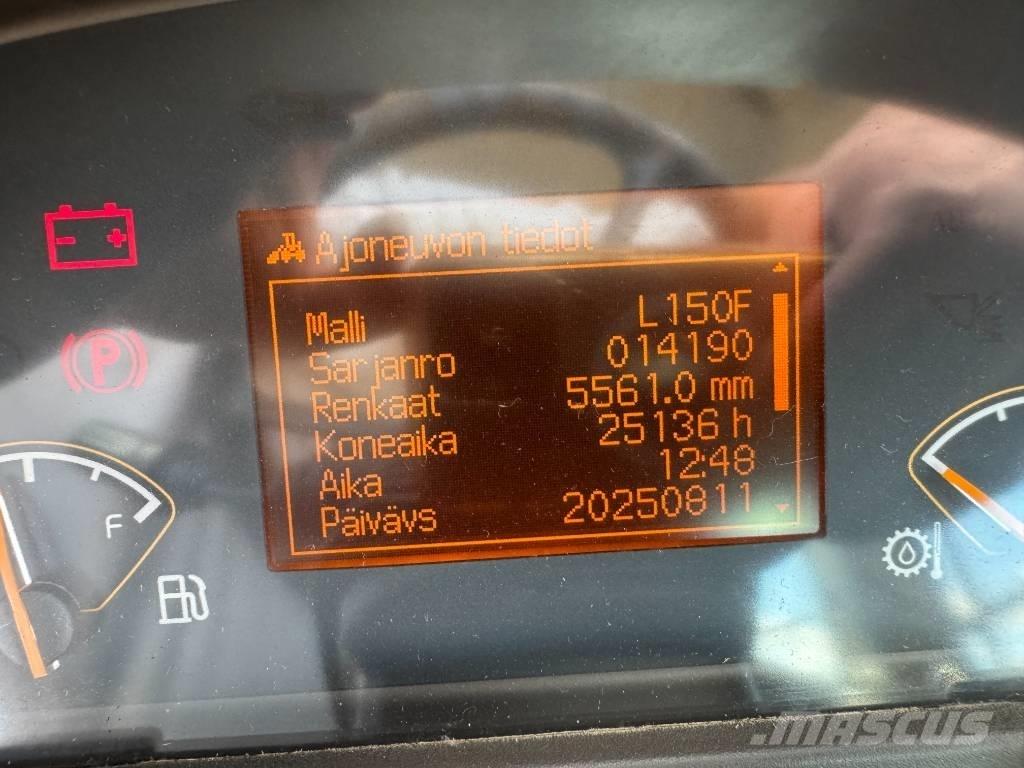 Ajoneuvon tiedot
Malli L150F
Sarjanro 014190
Renkaat 5561.0 mm
Koneaika 25136 h
Aika 12:48
Päiväys 20250811
P
F
MASCUS